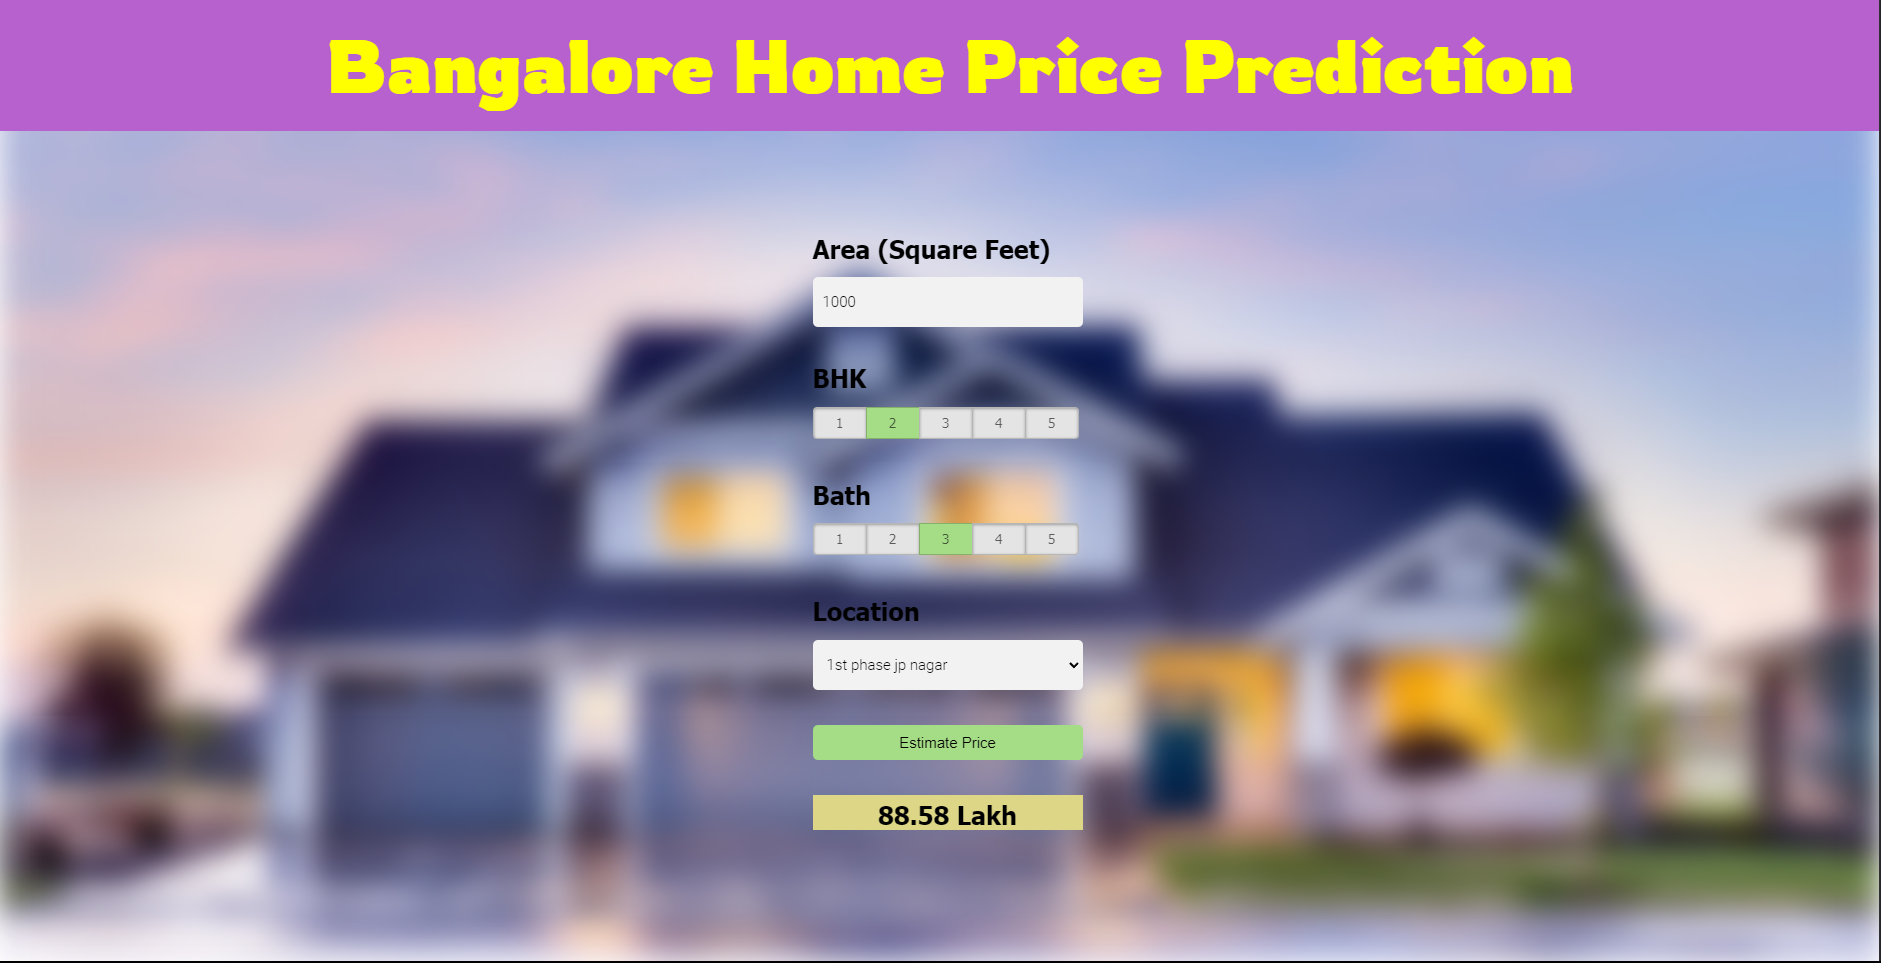 Bangalore Home Price Prediction
Area (Square Feet)
1000
BHK
1 2 3 4 5
Bath
1 2 3 4 5
Location
1st phase jp nagar
Estimate Price
88.58 Lakh